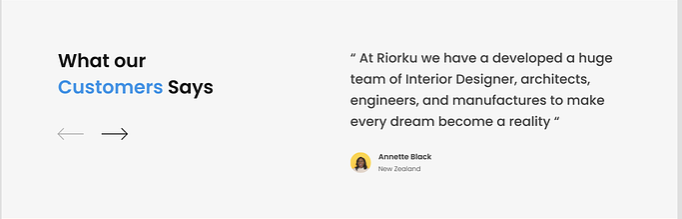 What our
Customers Says
“ At Riorku we have a developed a huge
team of Interior Designer, architects,
engineers, and manufactures to make
every dream become a reality “
Annette Black
New Zealand